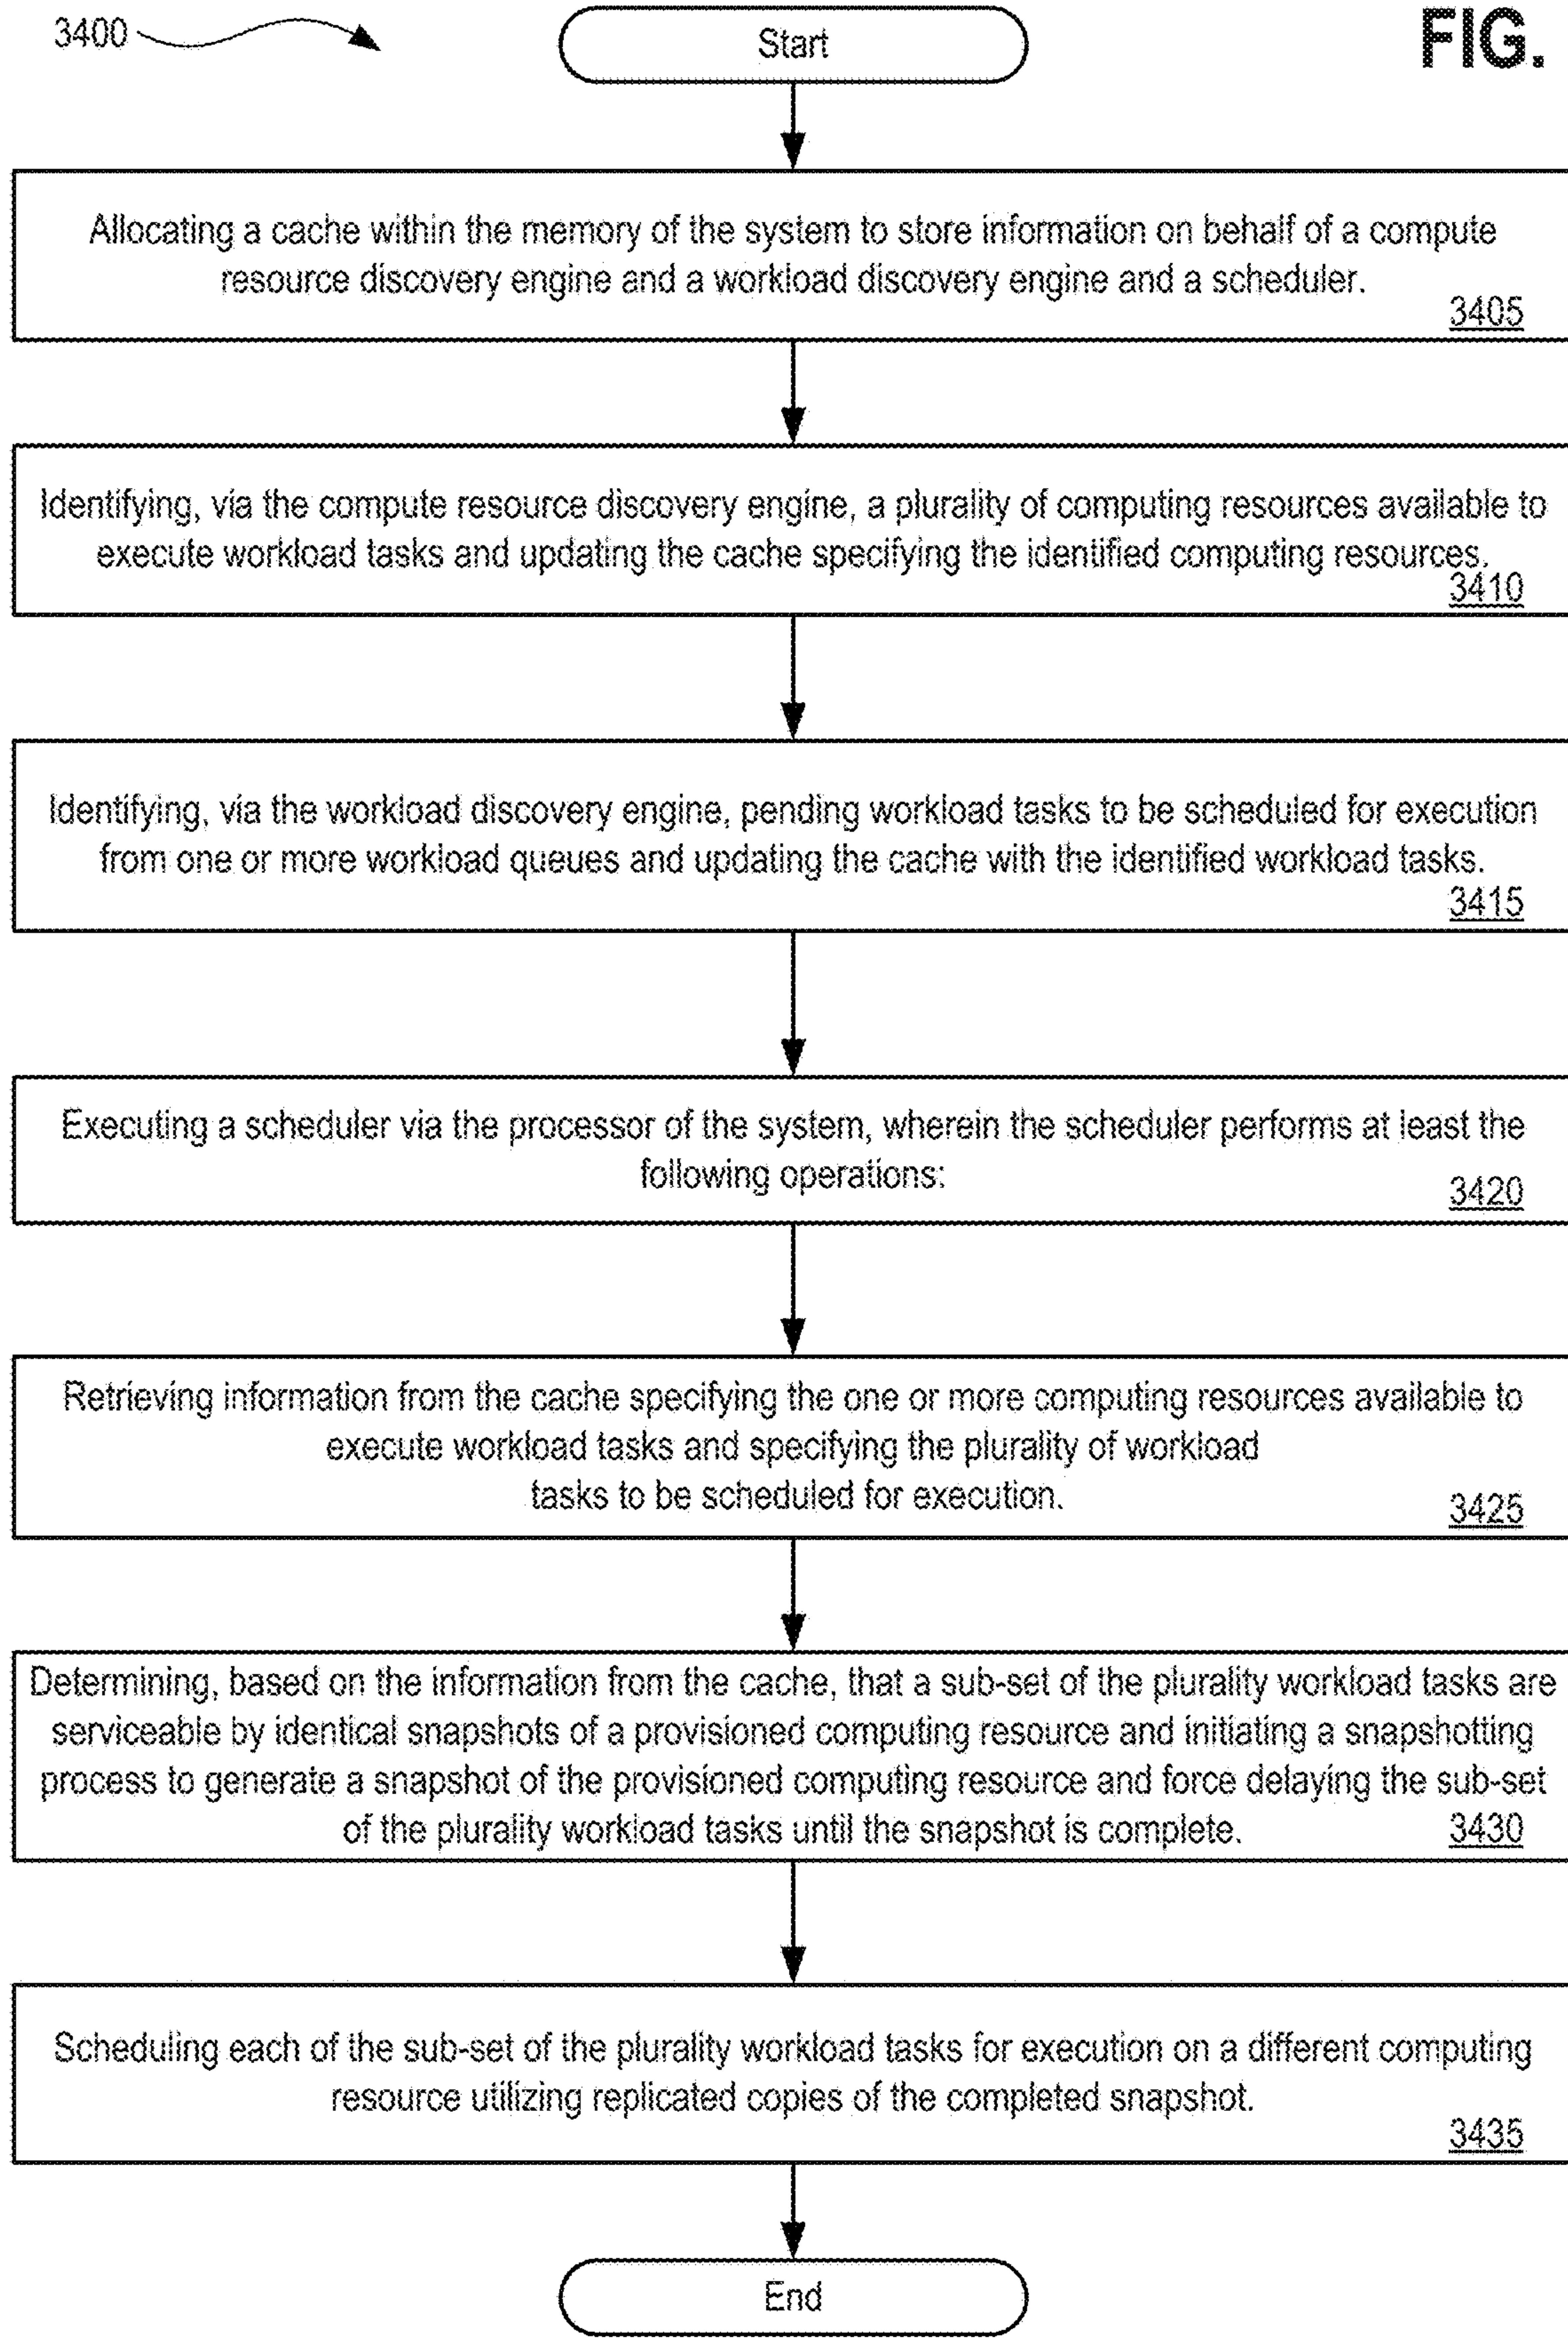 3400
Start
FIG.
Allocating a cache within the memory of the system to store information on behalf of a compute
resource discovery engine and a workload discovery engine and a scheduler.
3405
Identifying, via the compute resource discovery engine, a plurality of computing resources available to
execute workload tasks and updating the cache specifying the identified computing resources.
3410
Identifying, via the workload discovery engine, pending workload tasks to be scheduled for execution
from one or more workload queues and updating the cache with the identified workload tasks.
3415
Executing a scheduler via the processor of the system, wherein the scheduler performs at least the
following operations:
3420
Retrieving information from the cache specifying the one or more computing resources available to
execute workload tasks and specifying the plurality of workload
tasks to be scheduled for execution.
3425
Determining, based on the information from the cache, that a sub-set of the plurality workload tasks are
serviceable by identical snapshots of a provisioned computing resource and initiating a snapshotting
process to generate a snapshot of the provisioned computing resource and force delaying the sub-set
of the plurality workload tasks until the snapshot is complete.
3430
Scheduling each of the sub-set of the plurality workload tasks for execution on a different computing
resource utilizing replicated copies of the completed snapshot.
3435
End